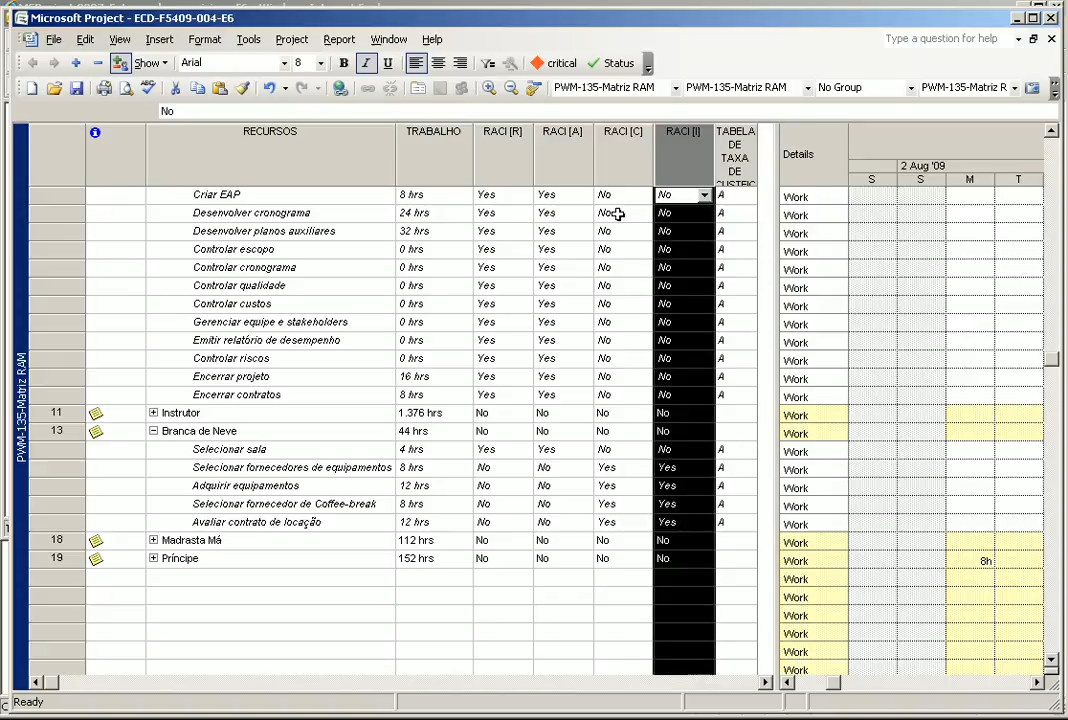 Microsoft Project - ECD-F5409-004-E6
File Edit View Insert Format Tools Project Report Window Help Type a question for help
Show Arial 8 B I U critical Status
PWM-135-Matriz RAM PWM-135-Matriz RAM No Group PWM-135-Matriz R
No
RECURSOS TRABALHO RACI [R] RACI [A] RACI [C] RACI [I] TABELA DE TAXA DE CUSTEIO Details 2 Aug '09
S S M T
Criar EAP 8 hrs Yes Yes No No A Work
Desenvolver cronograma 24 hrs Yes Yes No No A Work
Desenvolver planos auxiliares 32 hrs Yes Yes No No A Work
Controlar escopo 0 hrs Yes Yes No No A Work
Controlar cronograma 0 hrs Yes Yes No No A Work
Controlar qualidade 0 hrs Yes Yes No No A Work
Controlar custos 0 hrs Yes Yes No No A Work
Gerenciar equipe e stakeholders 0 hrs Yes Yes No No A Work
Emitir relatório de desempenho 0 hrs Yes Yes No No A Work
Controlar riscos 0 hrs Yes Yes No No A Work
Encerrar projeto 16 hrs Yes Yes No No A Work
Encerrar contratos 8 hrs Yes Yes No No A Work
11 Instrutor 1.376 hrs No No No No Work
13 Branca de Neve 44 hrs No No No No Work
Selecionar sala 4 hrs Yes Yes No No A Work
Selecionar fornecedores de equipamentos 8 hrs No No Yes Yes A Work
Adquirir equipamentos 12 hrs No No Yes Yes A Work
Selecionar fornecedor de Coffee-break 8 hrs No No Yes Yes A Work
Avaliar contrato de locação 12 hrs No No Yes Yes A Work
18 Madrasta Má 112 hrs No No No No Work
19 Príncipe 152 hrs No No No No Work 8h
Work
Work
Work
Work
Work
Work
PWM-135-Matriz RAM
Ready